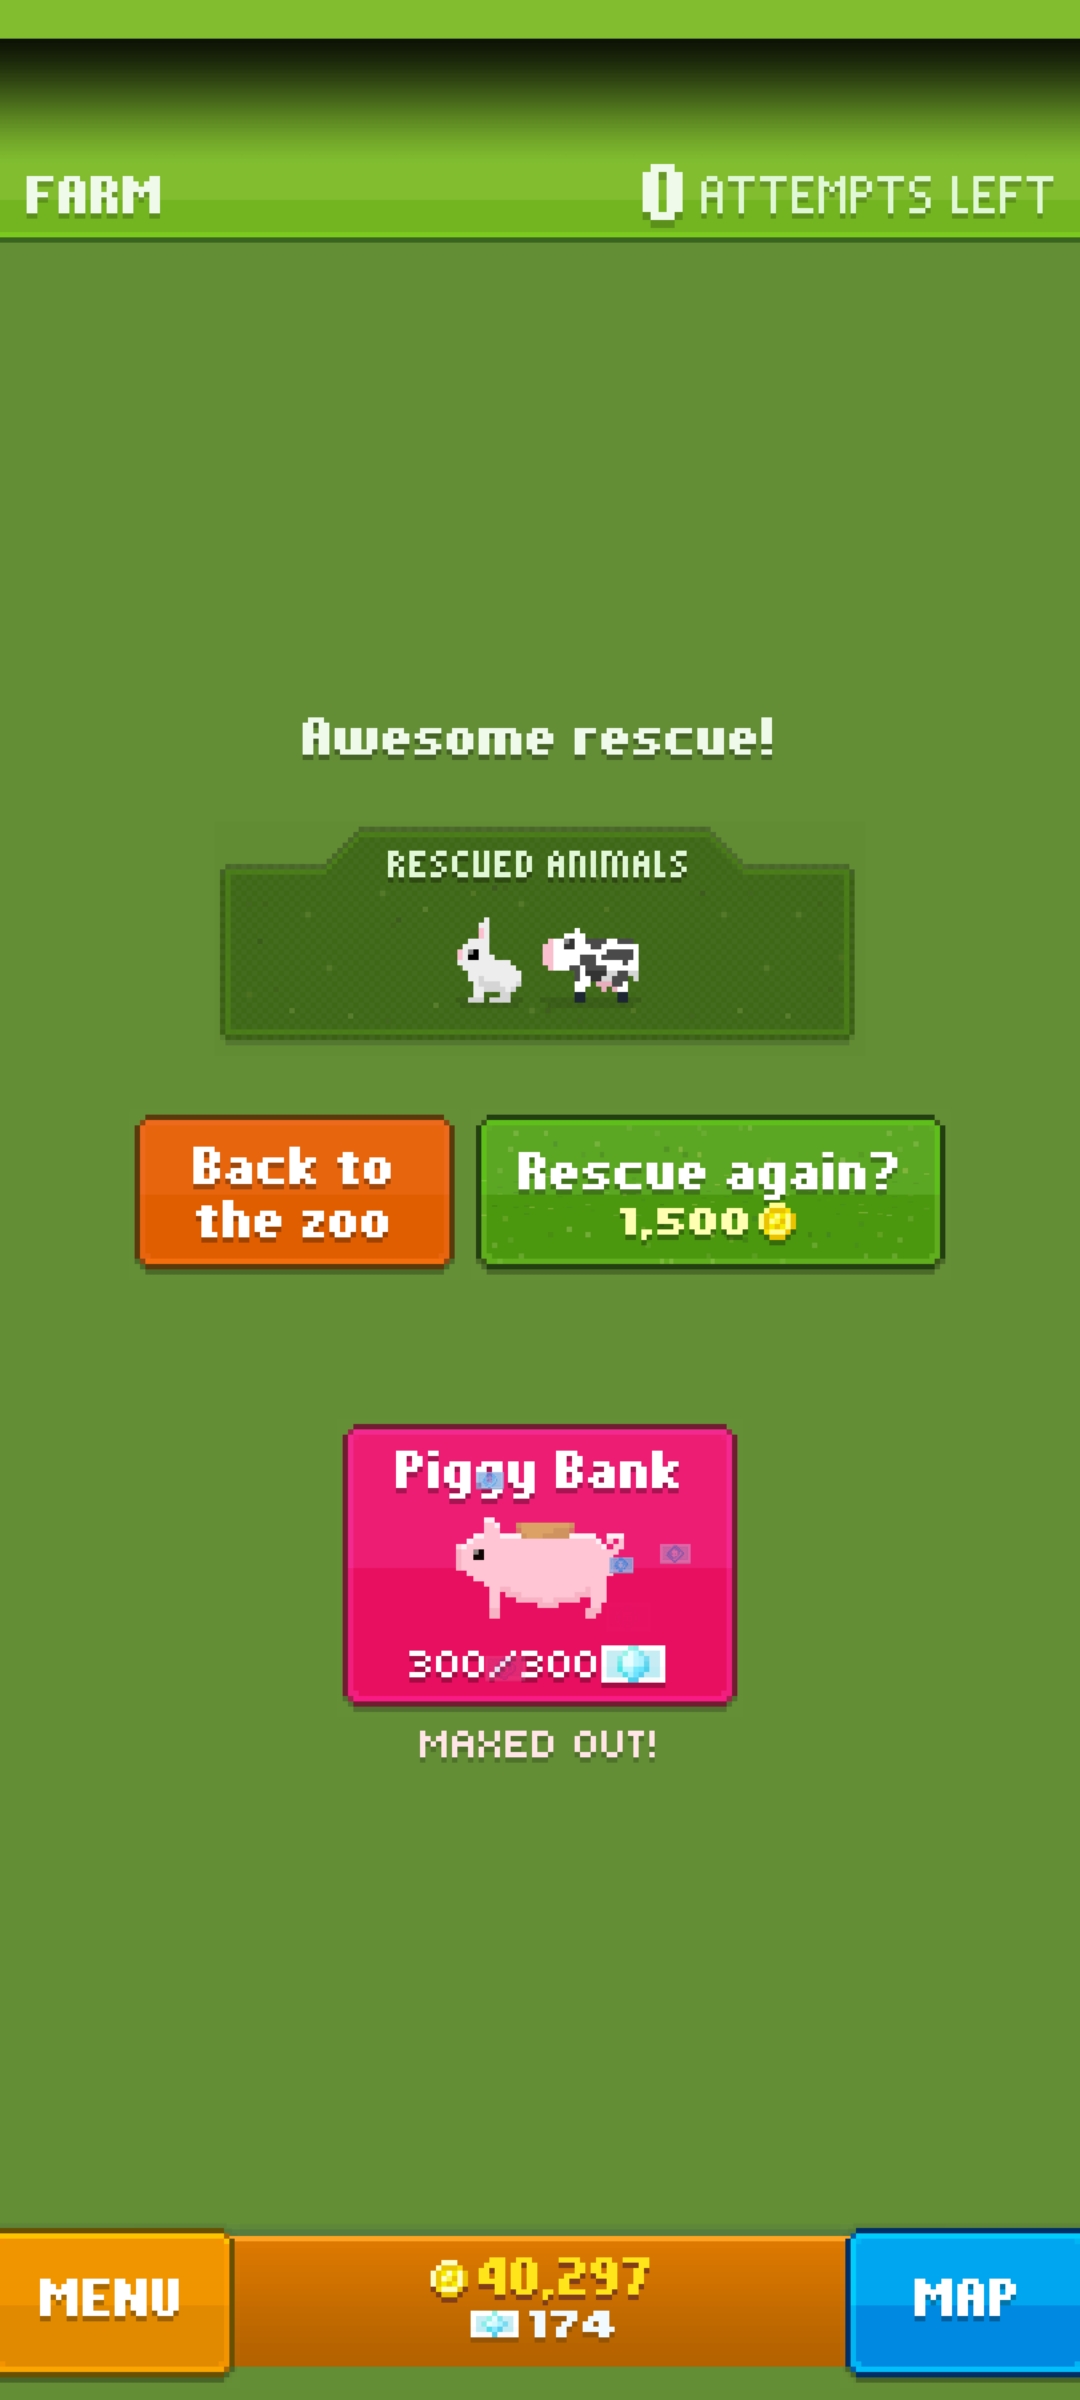 FARM
0 ATTEMPTS LEFT
Awesome rescue!
RESCUED ANIMALS
Back to
the zoo
Rescue again?
1,500
Piggy Bank
300/300
MAXED OUT!
MENU
40,297
174
MAP